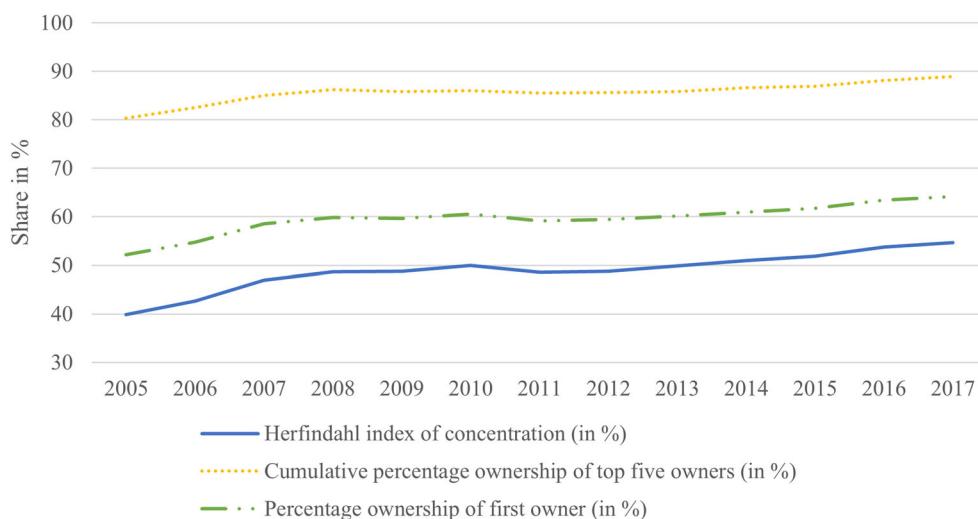 100
90
80
70
60
50
40
30
Share in %
2005 2006 2007 2008 2009 2010 2011 2012 2013 2014 2015 2016 2017
Herfindahl index of concentration (in %)
Cumulative percentage ownership of top five owners (in %)
Percentage ownership of first owner (in %)